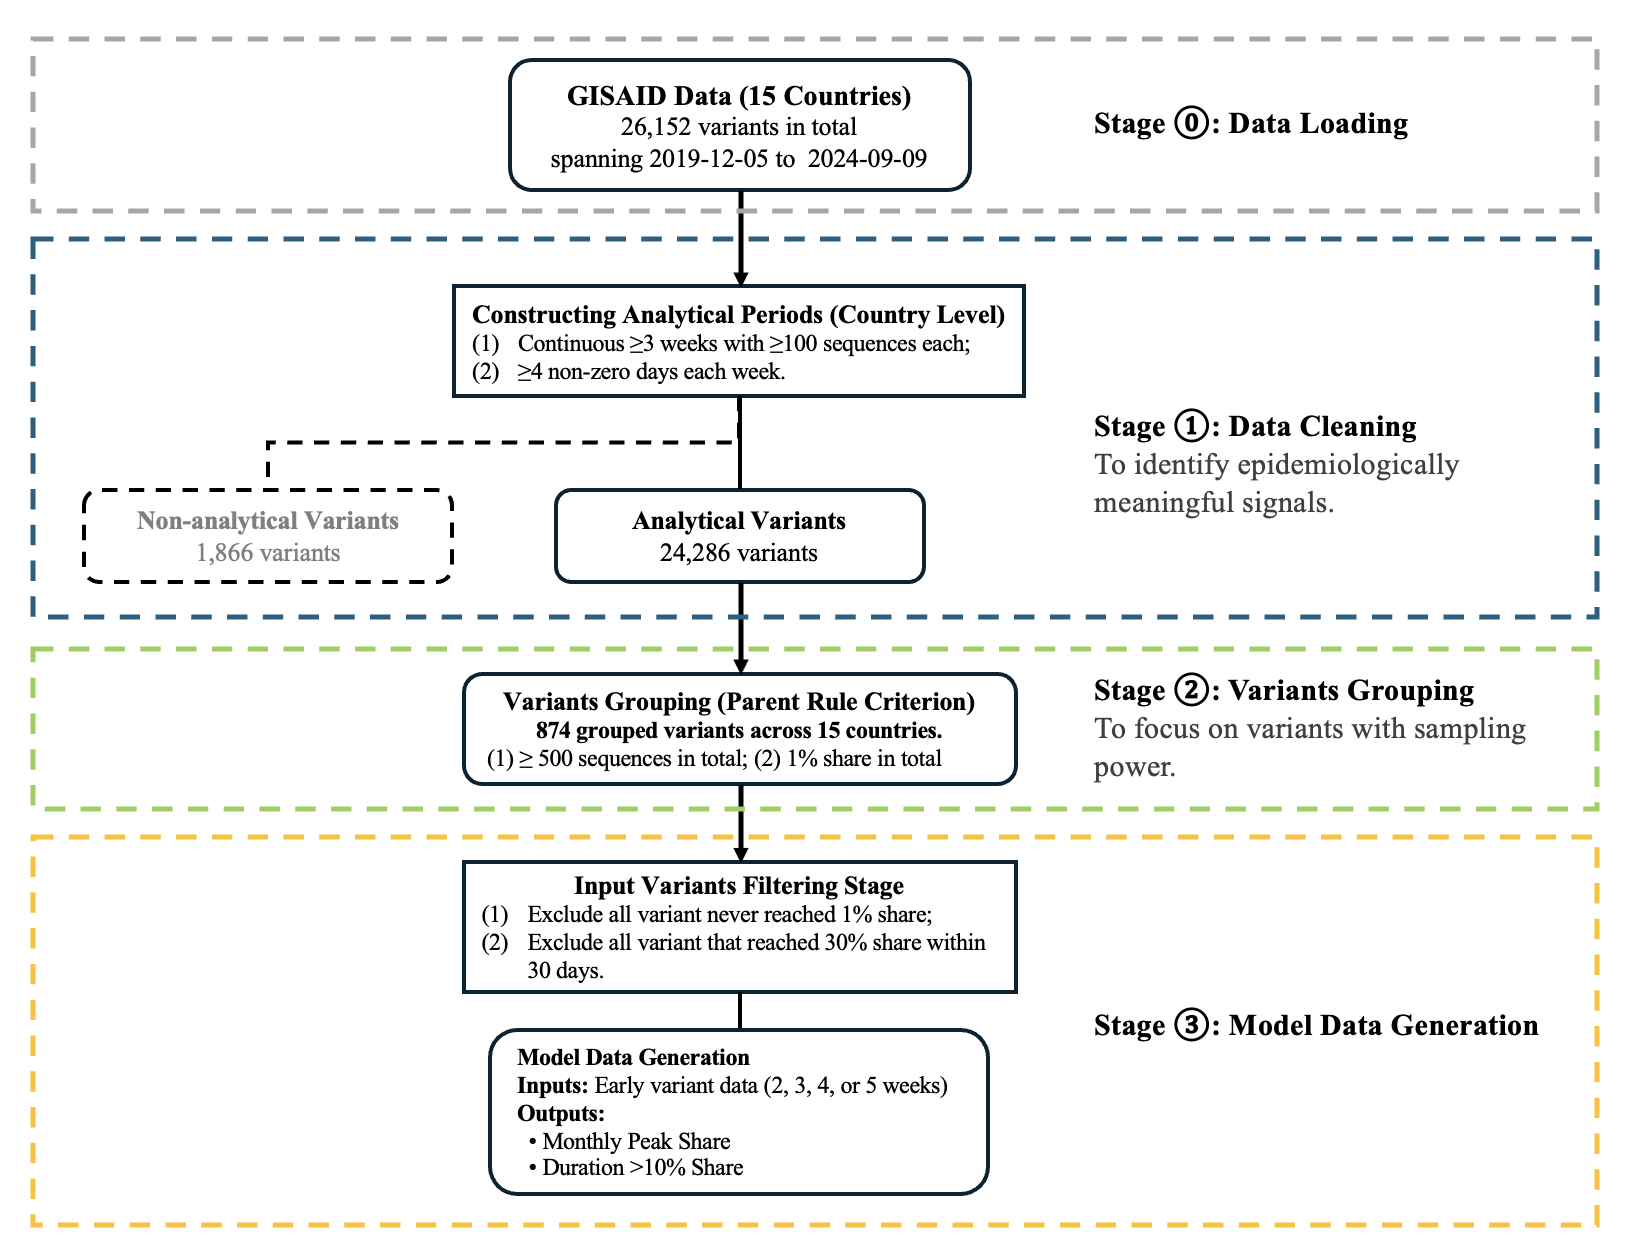 GISAID Data (15 Countries)
26,152 variants in total
spanning 2019-12-05 to 2024-09-09
Stage ⓪: Data Loading
Constructing Analytical Periods (Country Level)
(1) Continuous ≥3 weeks with ≥100 sequences each;
(2) ≥4 non-zero days each week.
Stage ①: Data Cleaning
To identify epidemiologically
meaningful signals.
Non-analytical Variants
1,866 variants
Analytical Variants
24,286 variants
Variants Grouping (Parent Rule Criterion)
874 grouped variants across 15 countries.
(1) ≥ 500 sequences in total; (2) 1% share in total
Stage ②: Variants Grouping
To focus on variants with sampling
power.
Input Variants Filtering Stage
(1) Exclude all variant never reached 1% share;
(2) Exclude all variant that reached 30% share within
30 days.
Stage ③: Model Data Generation
Model Data Generation
Inputs: Early variant data (2, 3, 4, or 5 weeks)
Outputs:
• Monthly Peak Share
• Duration >10% Share